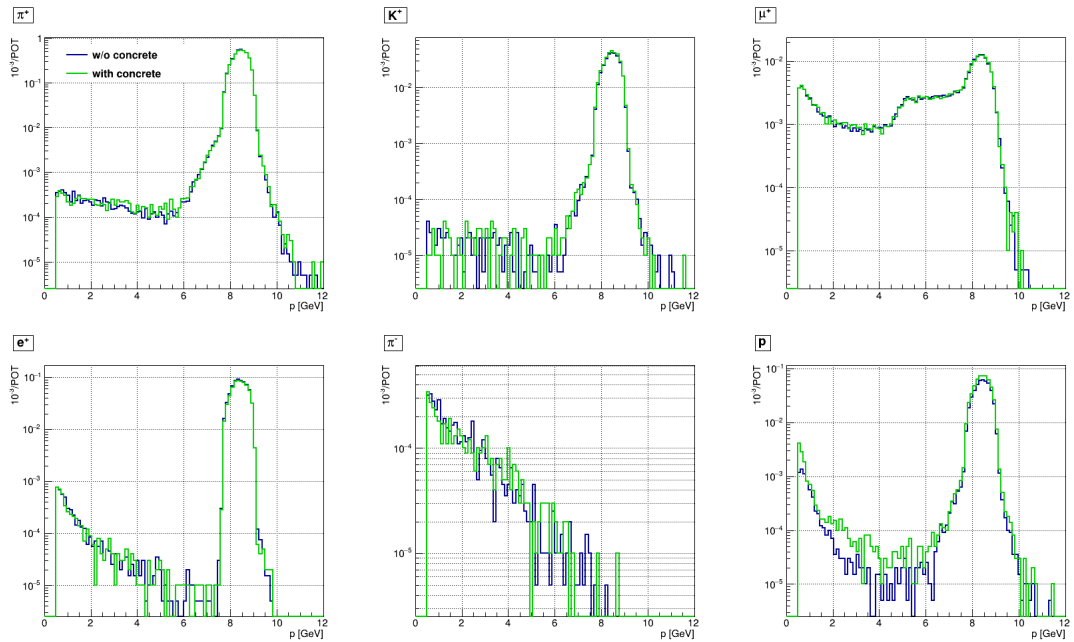 π⁺
10⁻³/POT
1
10⁻¹
10⁻²
10⁻³
10⁻⁴
10⁻⁵
w/o concrete
with concrete
0 2 4 6 8 10 12
p [GeV]
K⁺
10⁻³/POT
10⁻²
10⁻³
10⁻⁴
10⁻⁵
0 2 4 6 8 10 12
p [GeV]
μ⁺
10⁻³/POT
10⁻²
10⁻³
10⁻⁴
10⁻⁵
0 2 4 6 8 10 12
p [GeV]
e⁺
10⁻³/POT
10⁻¹
10⁻²
10⁻³
10⁻⁴
10⁻⁵
0 2 4 6 8 10 12
p [GeV]
π⁻
10⁻³/POT
10⁻⁴
10⁻⁵
0 2 4 6 8 10 12
p [GeV]
p
10⁻³/POT
10⁻¹
10⁻²
10⁻³
10⁻⁴
10⁻⁵
0 2 4 6 8 10 12
p [GeV]